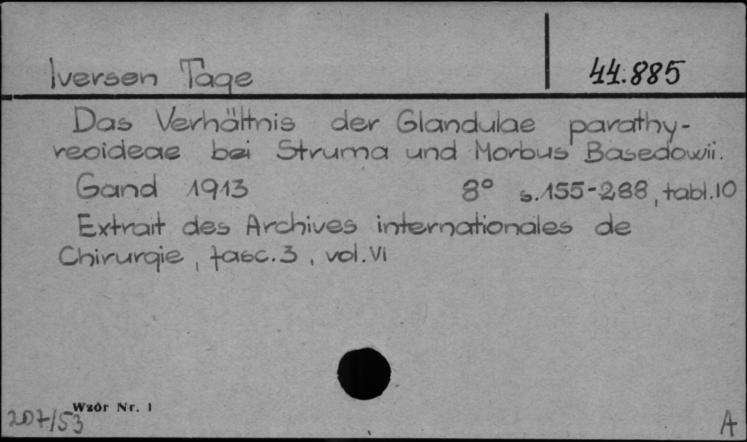 Iversen Tage 44.885
Das Verhältnis der Glandulae parathy-
reoideae bei Struma und Morbus Basedowii.
Gand 1913 8° s.155-288, tabl.10
Extrait des Archives internationales de
Chirurgie, fasc.3, vol.VI
Wzór Nr. 1
207/53 A